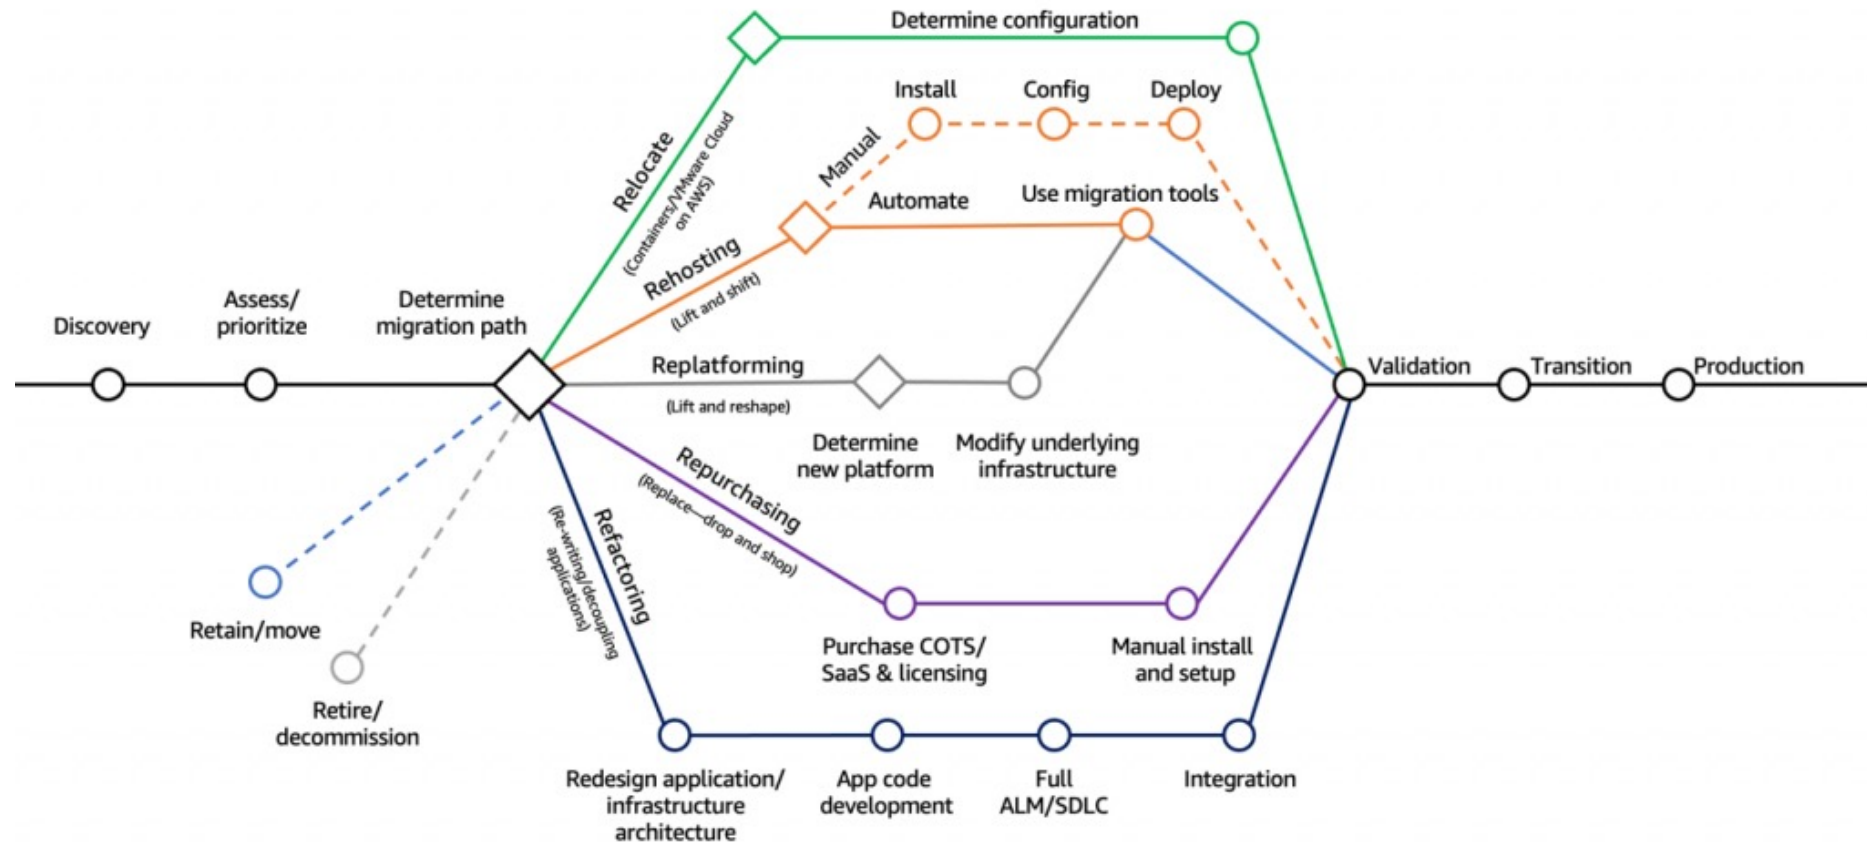 Determine configuration
Install
Config
Deploy
Relocate
(Containers/VMware Cloud
on AWS)
Manual
Automate
Use migration tools
Rehosting
(Lift and shift)
Discovery
Assess/
prioritize
Determine
migration path
Replatforming
(Lift and reshape)
Determine
new platform
Modify underlying
infrastructure
Validation
Transition
Production
Repurchasing
(Replace—drop and shop)
Refactoring
(Re-writing/decoupling
applications)
Retain/move
Retire/
decommission
Purchase COTS/
SaaS & licensing
Manual install
and setup
Redesign application/
infrastructure
architecture
App code
development
Full
ALM/SDLC
Integration